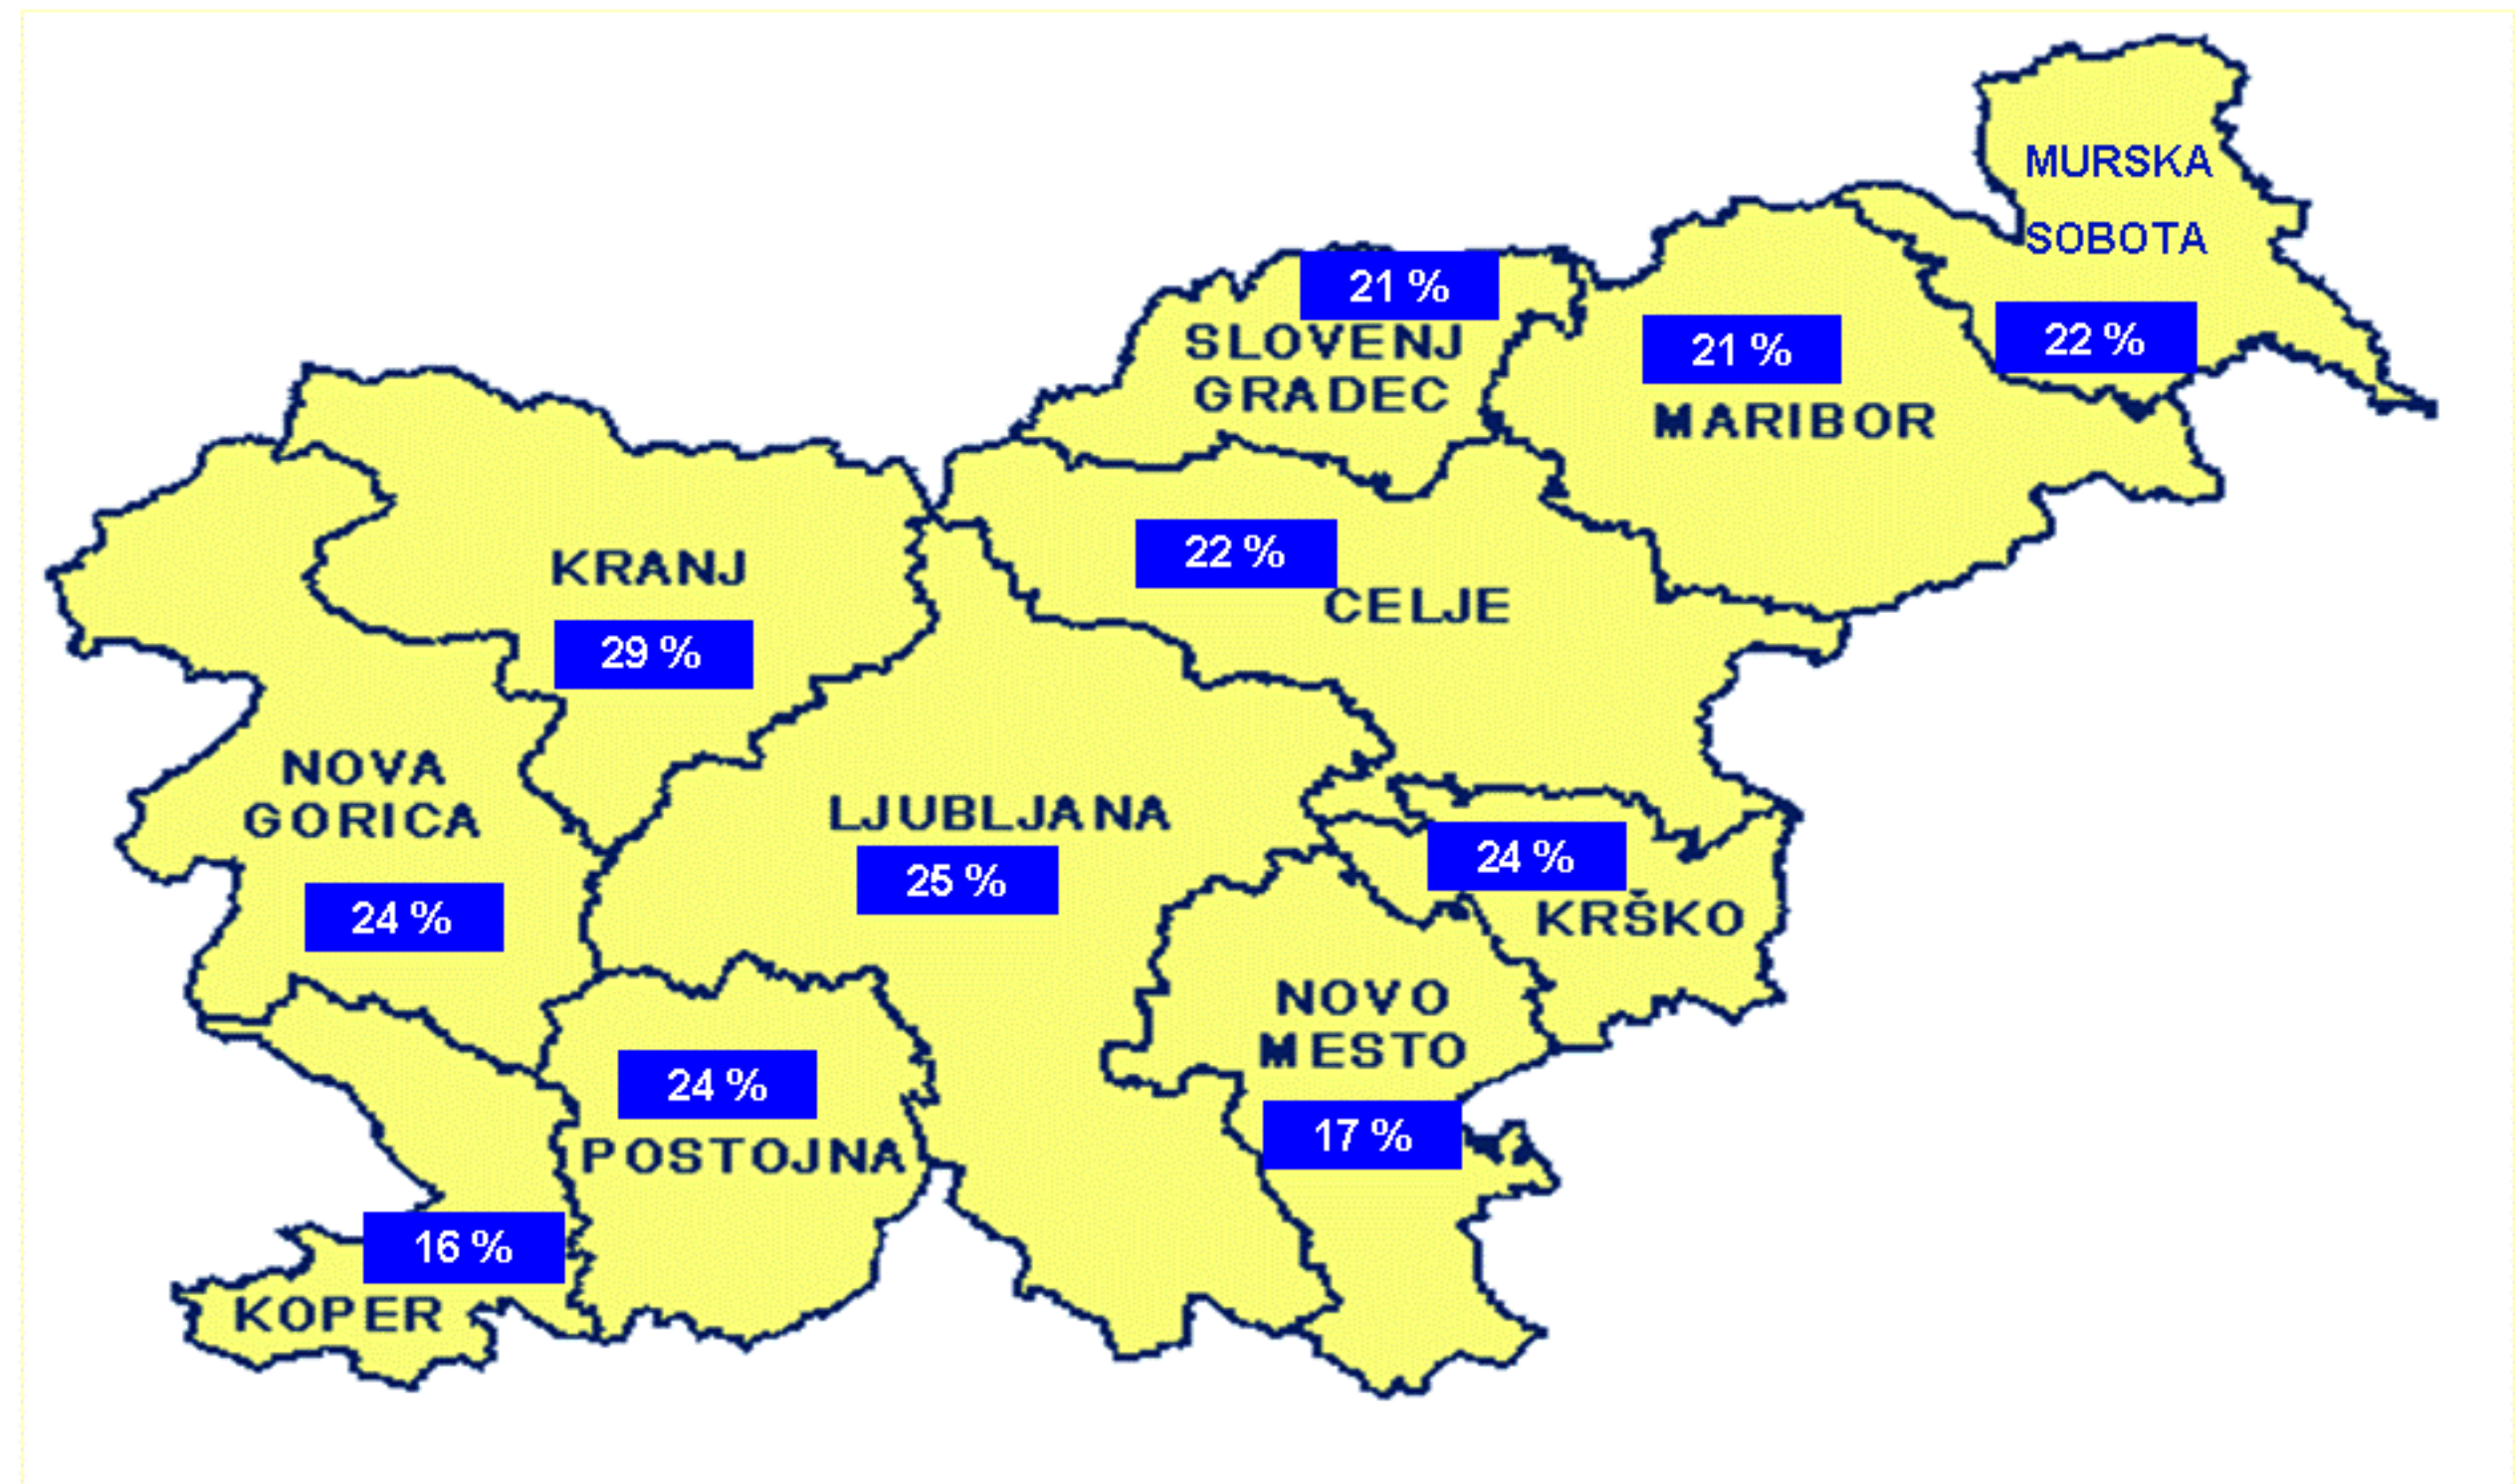 MURSKA
SOBOTA
22 %
21 %
SLOVENJ
GRADEC
21 %
MARIBOR
22 %
CELJE
KRANJ
29 %
NOVA
GORICA
24 %
LJUBLJANA
25 %
24 %
KRŠKO
NOVO
MESTO
17 %
24 %
POSTOJNA
16 %
KOPER